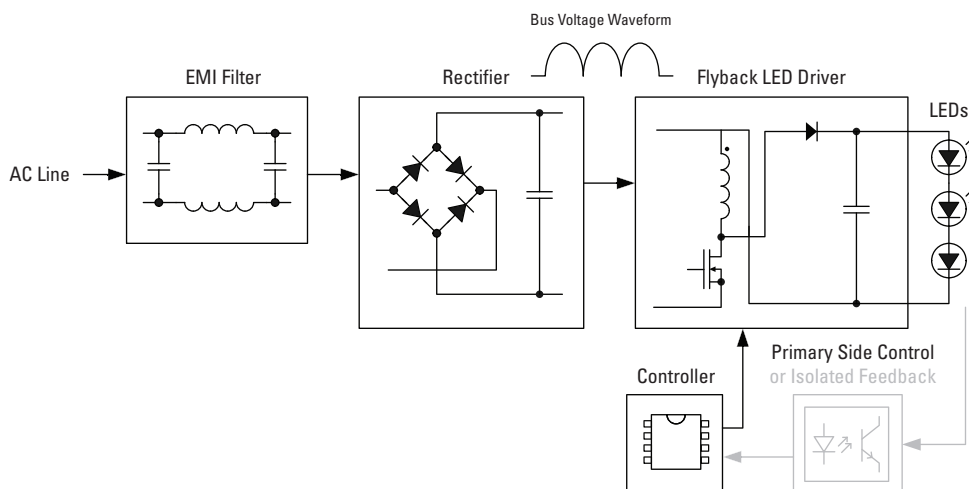 Bus Voltage Waveform
EMI Filter
Rectifier
Flyback LED Driver
LEDs
AC Line
Controller
Primary Side Control
or Isolated Feedback